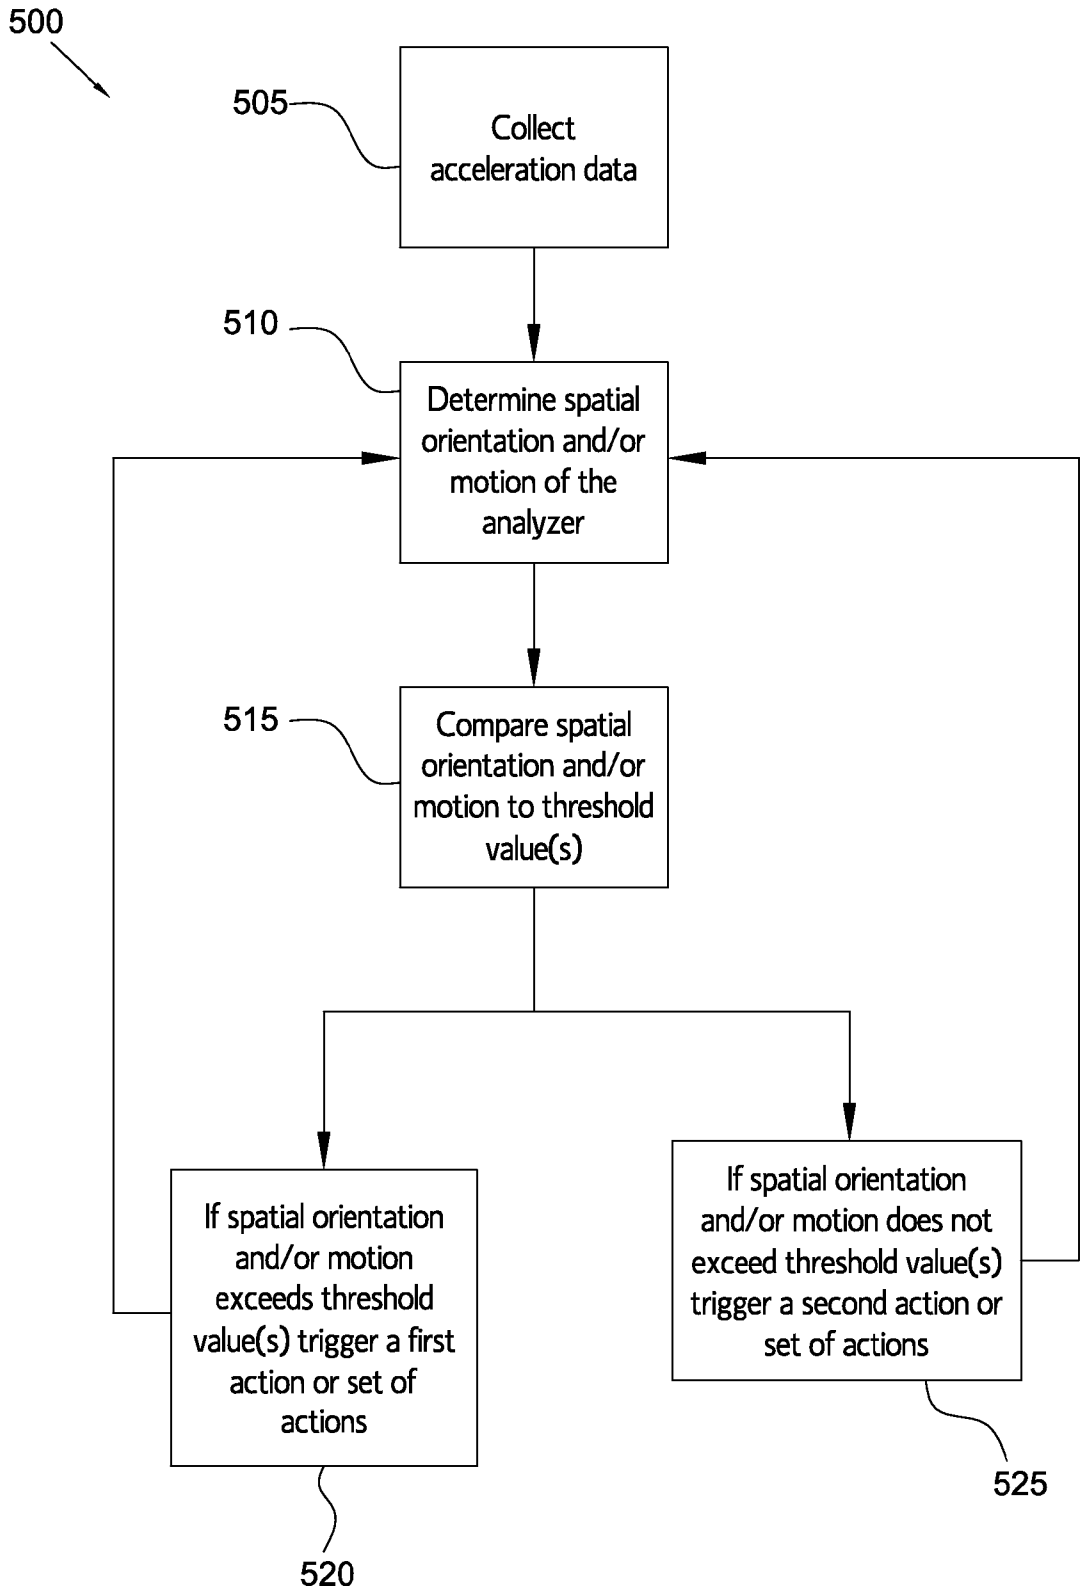 500
505
Collect
acceleration data
510
Determine spatial
orientation and/or
motion of the
analyzer
515
Compare spatial
orientation and/or
motion to threshold
value(s)
If spatial orientation
and/or motion
exceeds threshold
value(s) trigger a first
action or set of
actions
520
If spatial orientation
and/or motion does not
exceed threshold value(s)
trigger a second action or
set of actions
525